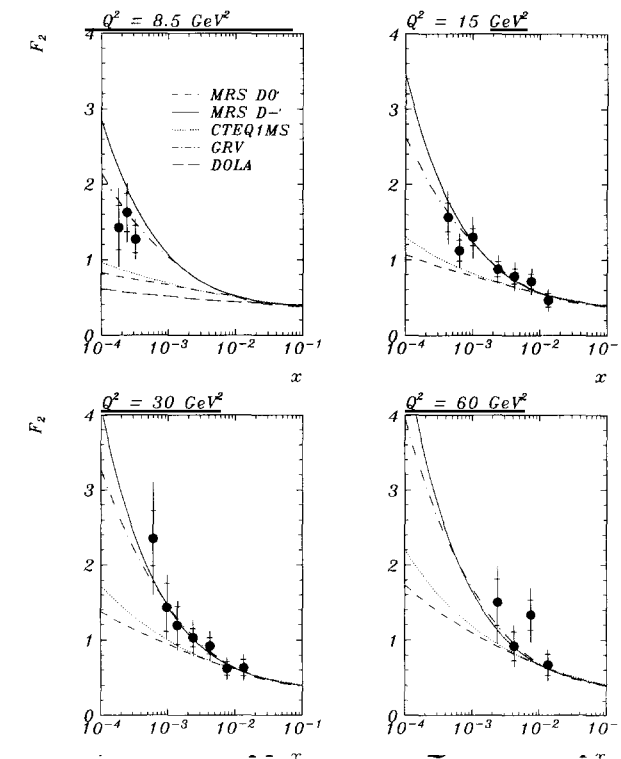 Q² = 8.5 GeV²
Q² = 15 GeV²
F₂
4
3
2
1
0
MRS D0'
MRS D-'
CTEQ1MS
GRV
DOLA
10⁻⁴ 10⁻³ 10⁻² 10⁻¹
x
4
3
2
1
0
10⁻⁴ 10⁻³ 10⁻² 10⁻
x
Q² = 30 GeV²
Q² = 60 GeV²
F₂
4
3
2
1
0
10⁻⁴ 10⁻³ 10⁻² 10⁻¹
4
3
2
1
0
10⁻⁴ 10⁻³ 10⁻² 10⁻